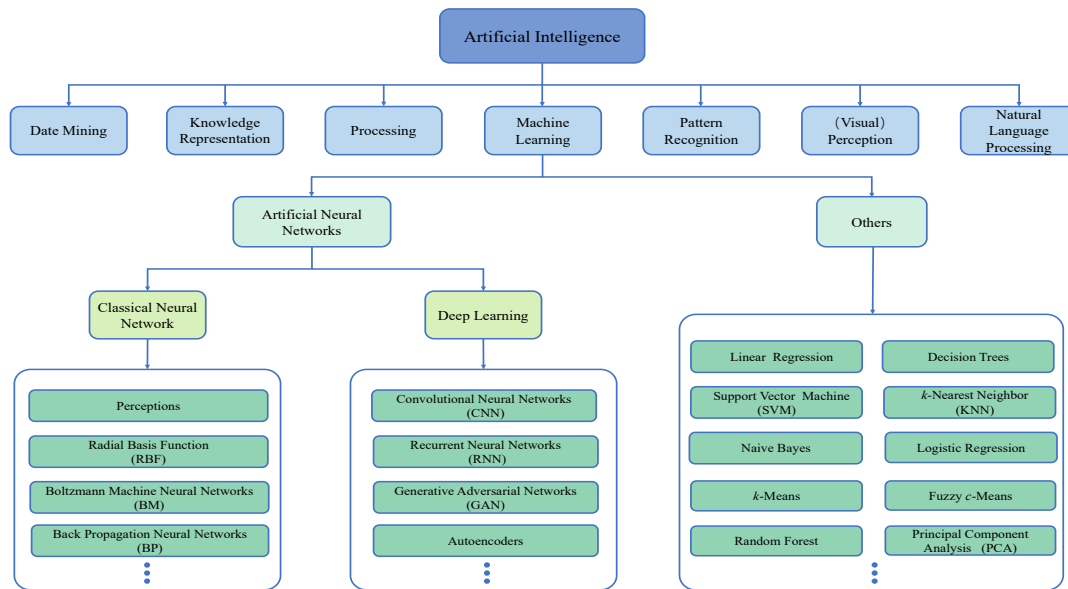 Artificial Intelligence
Date Mining
Knowledge
Representation
Processing
Machine
Learning
Pattern
Recognition
(Visual)
Perception
Natural
Language
Processing
Artificial Neural
Networks
Others
Classical Neural
Network
Deep Learning
Perceptions
Radial Basis Function
(RBF)
Boltzmann Machine Neural Networks
(BM)
Back Propagation Neural Networks
(BP)
Convolutional Neural Networks
(CNN)
Recurrent Neural Networks
(RNN)
Generative Adversarial Networks
(GAN)
Autoencoders
Linear Regression
Decision Trees
Support Vector Machine
(SVM)
k-Nearest Neighbor
(KNN)
Naive Bayes
Logistic Regression
k-Means
Fuzzy c-Means
Random Forest
Principal Component
Analysis (PCA)